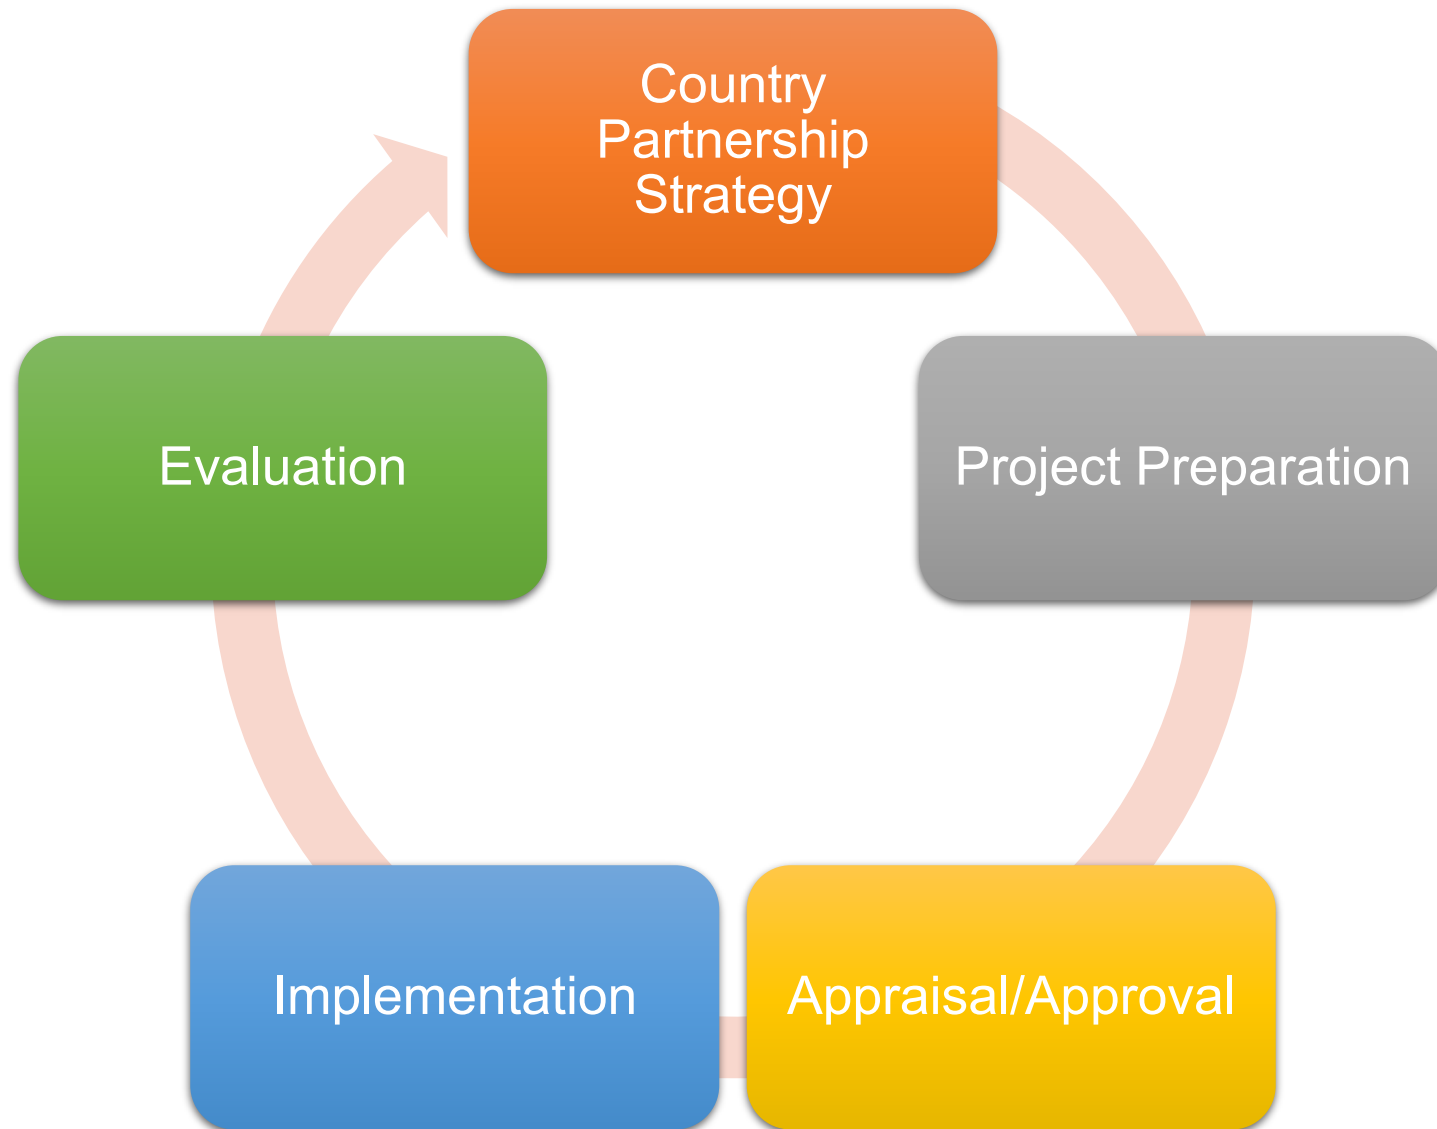 Country
Partnership
Strategy
Evaluation
Project Preparation
Implementation
Appraisal/Approval